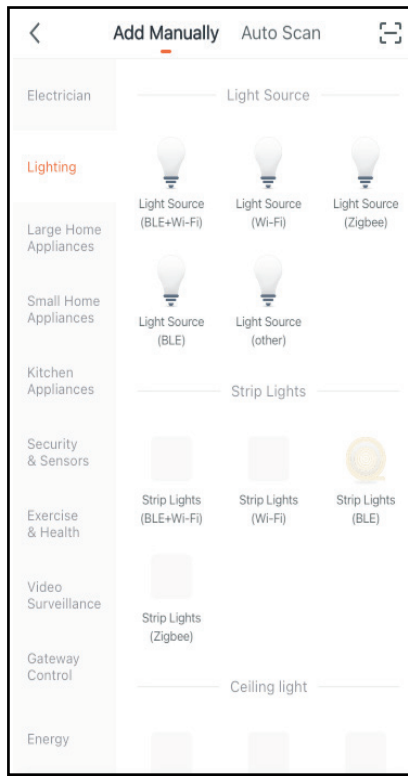 Add Manually Auto Scan
Electrician
Lighting
Large Home
Appliances
Small Home
Appliances
Kitchen
Appliances
Security
& Sensors
Exercise
& Health
Video
Surveillance
Gateway
Control
Energy
Light Source
Light Source
(BLE+Wi-Fi)
Light Source
(Wi-Fi)
Light Source
(Zigbee)
Light Source
(BLE)
Light Source
(other)
Strip Lights
Strip Lights
(BLE+Wi-Fi)
Strip Lights
(Wi-Fi)
Strip Lights
(BLE)
Strip Lights
(Zigbee)
Ceiling light